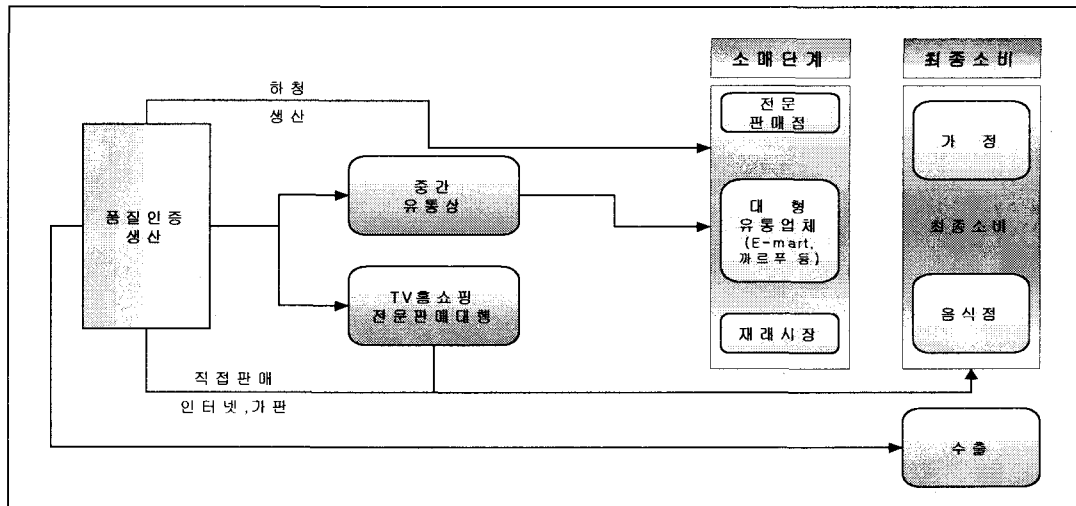 소매단계
최종소비
하청
생산
전문
판매점
가 정
품질인증
생산
중간
유통상
대 형
유통업체
(E-mart,
까르푸 등)
최종소비
TV홈쇼핑
전문판매대행
음식점
재래시장
직접판매
인터넷,가판
수출